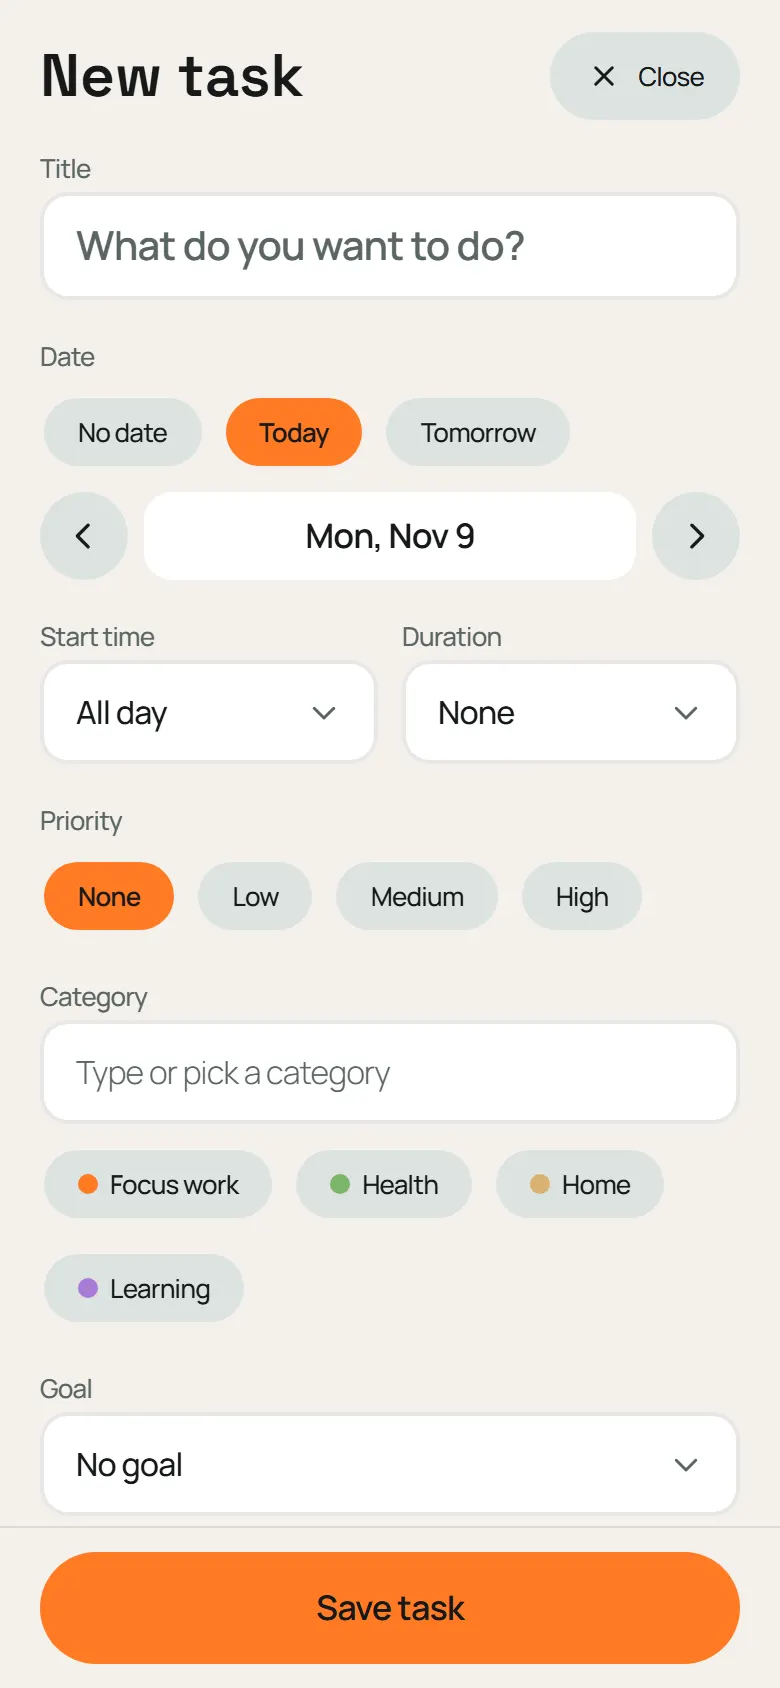 New task
Close
Title
What do you want to do?
Date
No date Today Tomorrow
Mon, Nov 9
Start time Duration
All day None
Priority
None Low Medium High
Category
Type or pick a category
Focus work Health Home
Learning
Goal
No goal
Save task